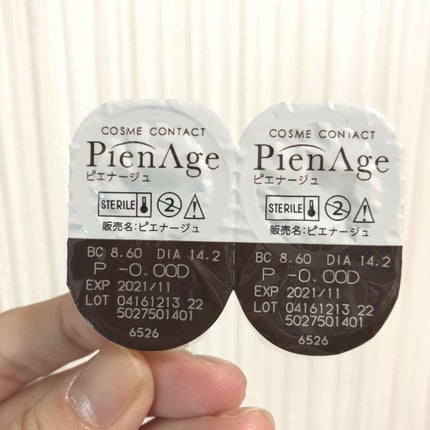 COSME CONTACT
PienAge
ピエナージュ
STERILE 2
販売名:ピエナージュ
BC 8.60 DIA 14.2
P -0.00D
EXP 2021/11
LOT 04161213 22
5027501401
6526
COSME CONTACT
PienAge
ピエナージュ
STERILE 2
販売名:ピエナージュ
BC 8.60 DIA 14.2
P -0.00D
EXP 2021/11
LOT 04161213 22
5027501401
6526